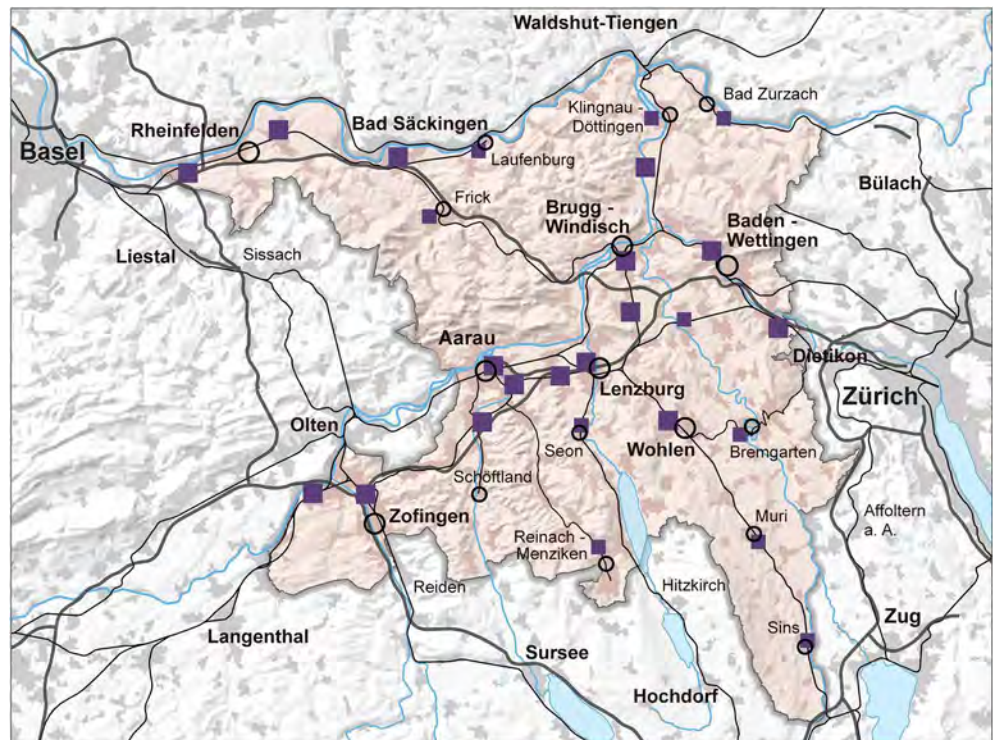 Waldshut-Tiengen
Bad Zurzach
Klingnau -
Döttingen
Rheinfelden
Bad Säckingen
Basel
Laufenburg
Bülach
Frick
Brugg -
Windisch
Baden -
Wettingen
Liestal
Sissach
Aarau
Dietikon
Lenzburg
Zürich
Olten
Wohlen
Bremgarten
Seon
Schöftland
Zofingen
Muri
Affoltern
a. A.
Reinach -
Menziken
Reiden
Hitzkirch
Langenthal
Sins
Zug
Sursee
Hochdorf